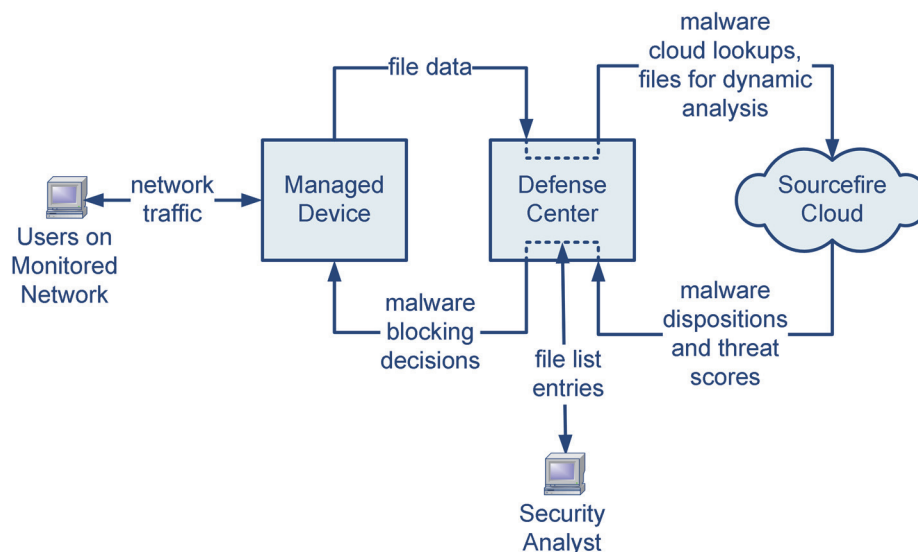 malware
cloud lookups,
files for dynamic
analysis
file data
network
traffic
Managed
Device
Defense
Center
Sourcefire
Cloud
Users on
Monitored
Network
malware
blocking
decisions
file list
entries
malware
dispositions
and threat
scores
Security
Analyst